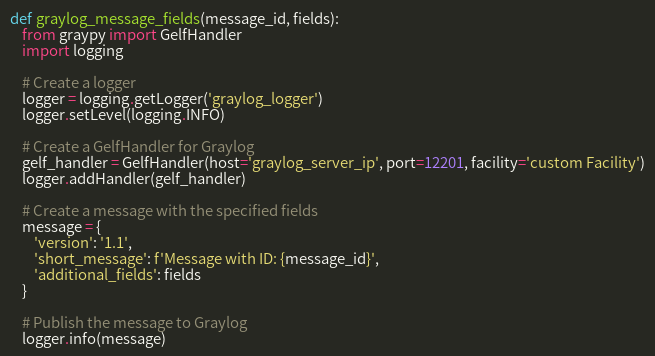 def graylog_message_fields(message_id, fields):
    from graypy import GelfHandler
    import logging

    # Create a logger
    logger = logging.getLogger('graylog_logger')
    logger.setLevel(logging.INFO)

    # Create a GelfHandler for Graylog
    gelf_handler = GelfHandler(host='graylog_server_ip', port=12201, facility='custom Facility')
    logger.addHandler(gelf_handler)

    # Create a message with the specified fields
    message = {
        'version': '1.1',
        'short_message': f'Message with ID: {message_id}',
        'additional_fields': fields
    }

    # Publish the message to Graylog
    logger.info(message)